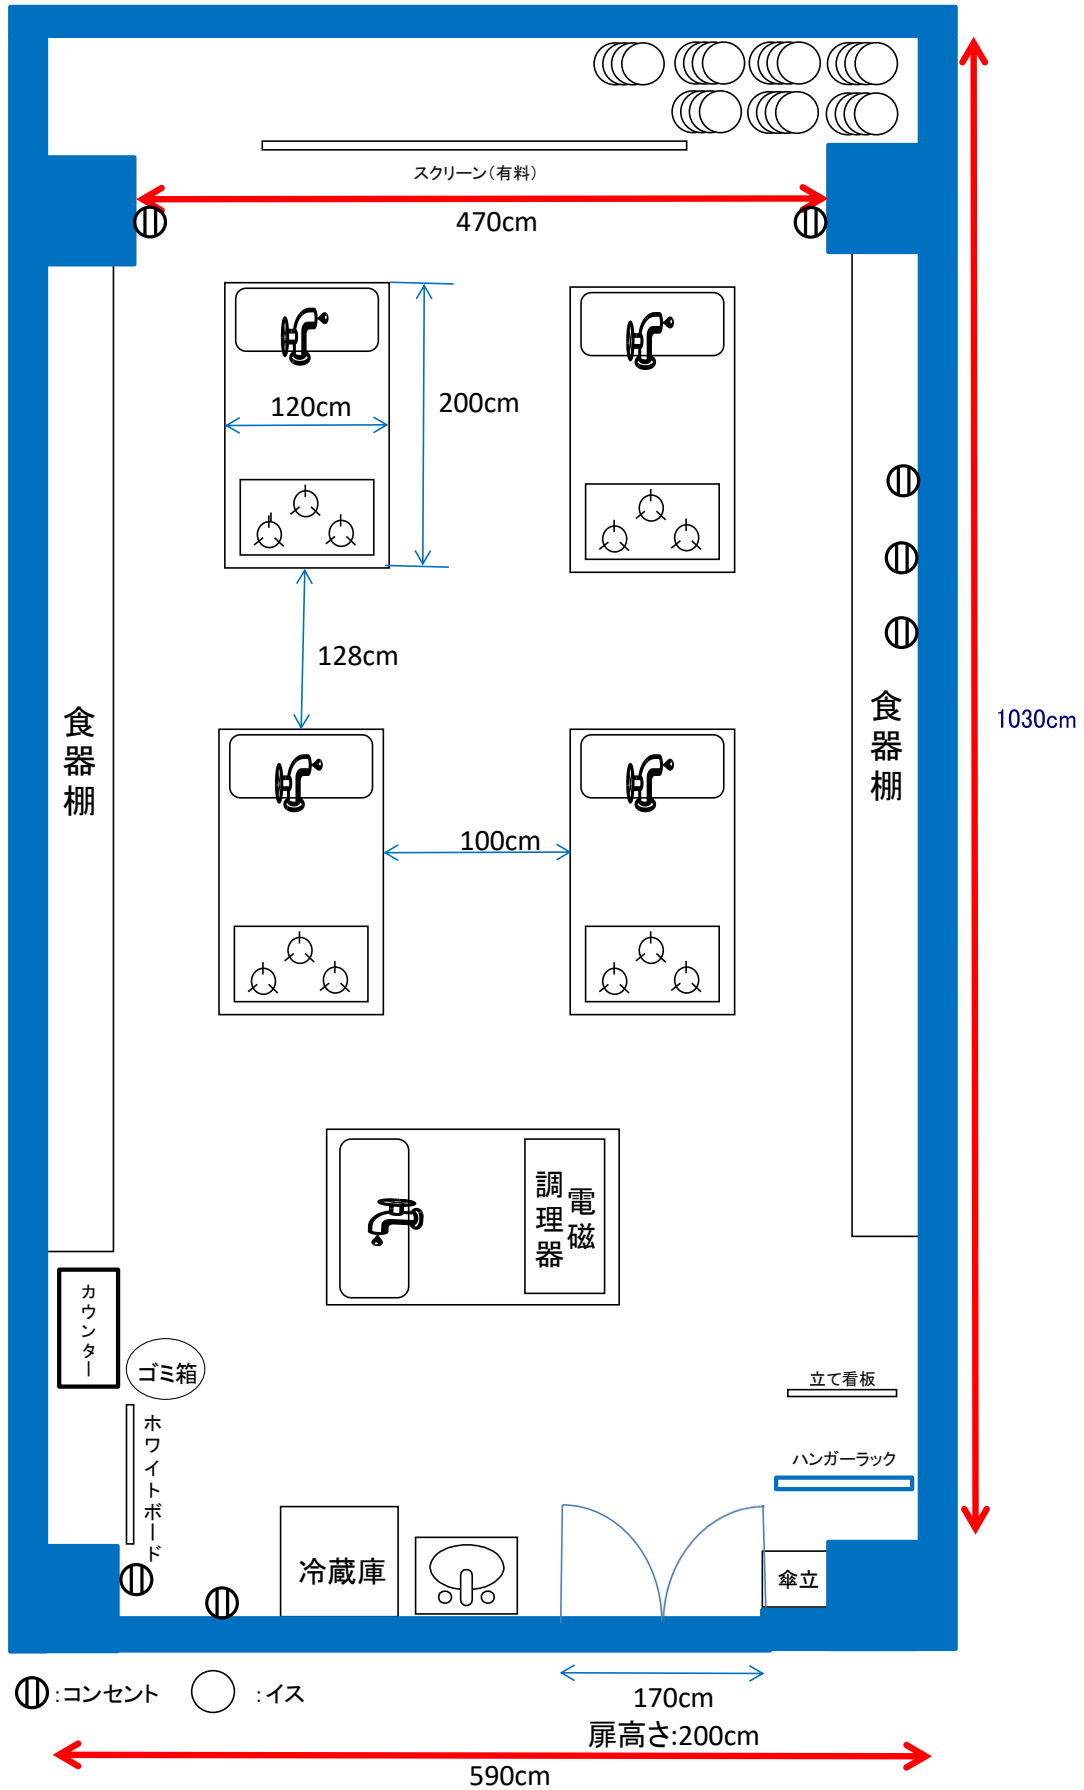 スクリーン(有料)
470cm
120cm
200cm
128cm
食器棚
食器棚
1030cm
100cm
電磁
調理器
カウンター
ゴミ箱
立て看板
ホワイトボード
ハンガーラック
冷蔵庫
傘立
:コンセント
:イス
170cm
扉高さ:200cm
590cm